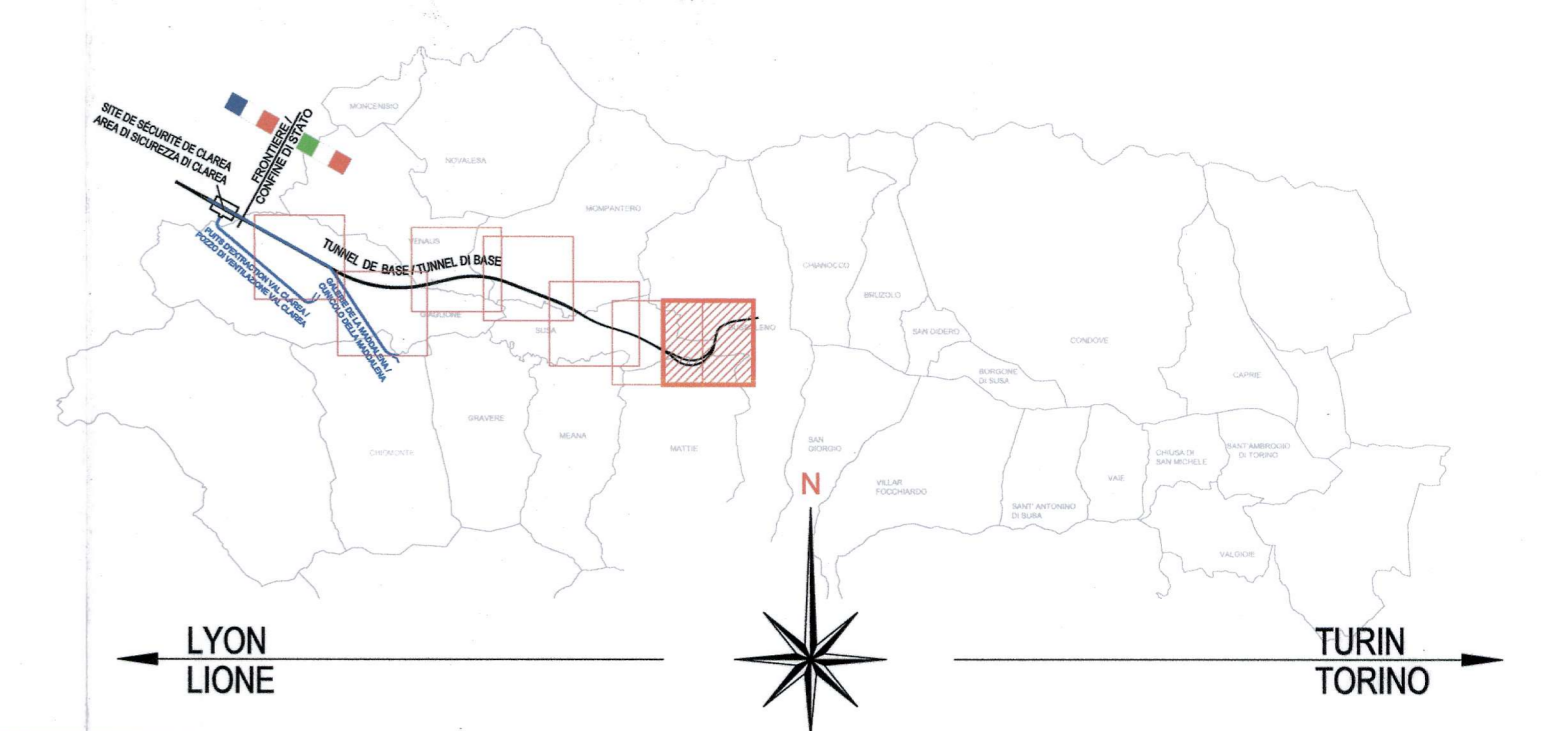 MONCENISIO
SITE DE SÉCURITÉ DE CLAREA
AREA DI SICUREZZA DI CLAREA
FRONTIERE /
CONFINE DI STATO
NOVALESA
MOMPANTERO
PUITS D'EXTRACTION VAL CLAREA /
POZZO DI VENTILAZIONE VAL CLAREA
TUNNEL DE BASE / TUNNEL DI BASE
VENAUS
GALERIE DE LA MADDALENA /
CUNICOLO DELLA MADDALENA
GIAGLIONE
SUSA
BUSSOLENO
CHIANOCCO
BRUZOLO
SAN DIDERO
CONDOVE
BORGONE
DI SUSA
CAPRIE
CHIOMONTE
GRAVERE
MEANA
MATTIE
SAN
GIORGIO
VILLAR
FOCCHIARDO
SANT' ANTONINO
DI SUSA
VAIE
CHIUSA DI
SAN MICHELE
SANT'AMBROGIO
DI TORINO
VALGIOIE
N
LYON
LIONE
TURIN
TORINO